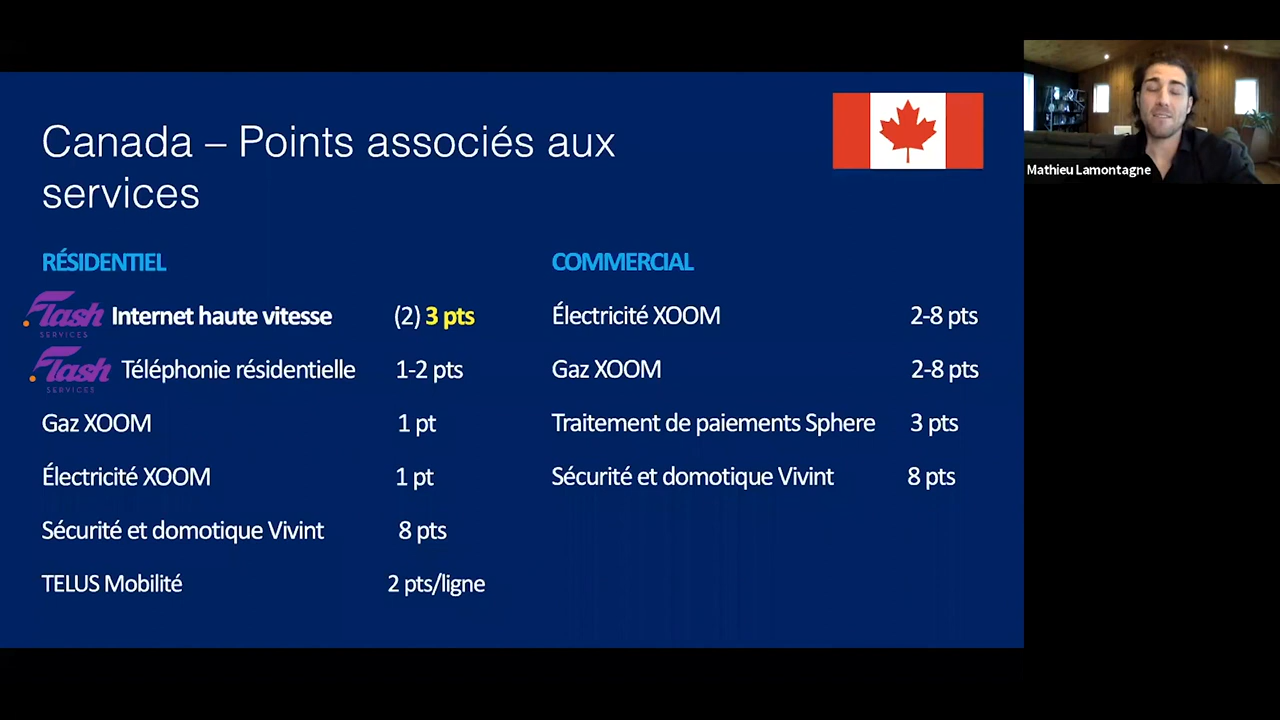 Canada – Points associés aux
services
RÉSIDENTIEL
Flash SERVICES Internet haute vitesse (2) 3 pts
Flash SERVICES Téléphonie résidentielle 1-2 pts
Gaz XOOM 1 pt
Électricité XOOM 1 pt
Sécurité et domotique Vivint 8 pts
TELUS Mobilité 2 pts/ligne
COMMERCIAL
Électricité XOOM 2-8 pts
Gaz XOOM 2-8 pts
Traitement de paiements Sphere 3 pts
Sécurité et domotique Vivint 8 pts
Mathieu Lamontagne